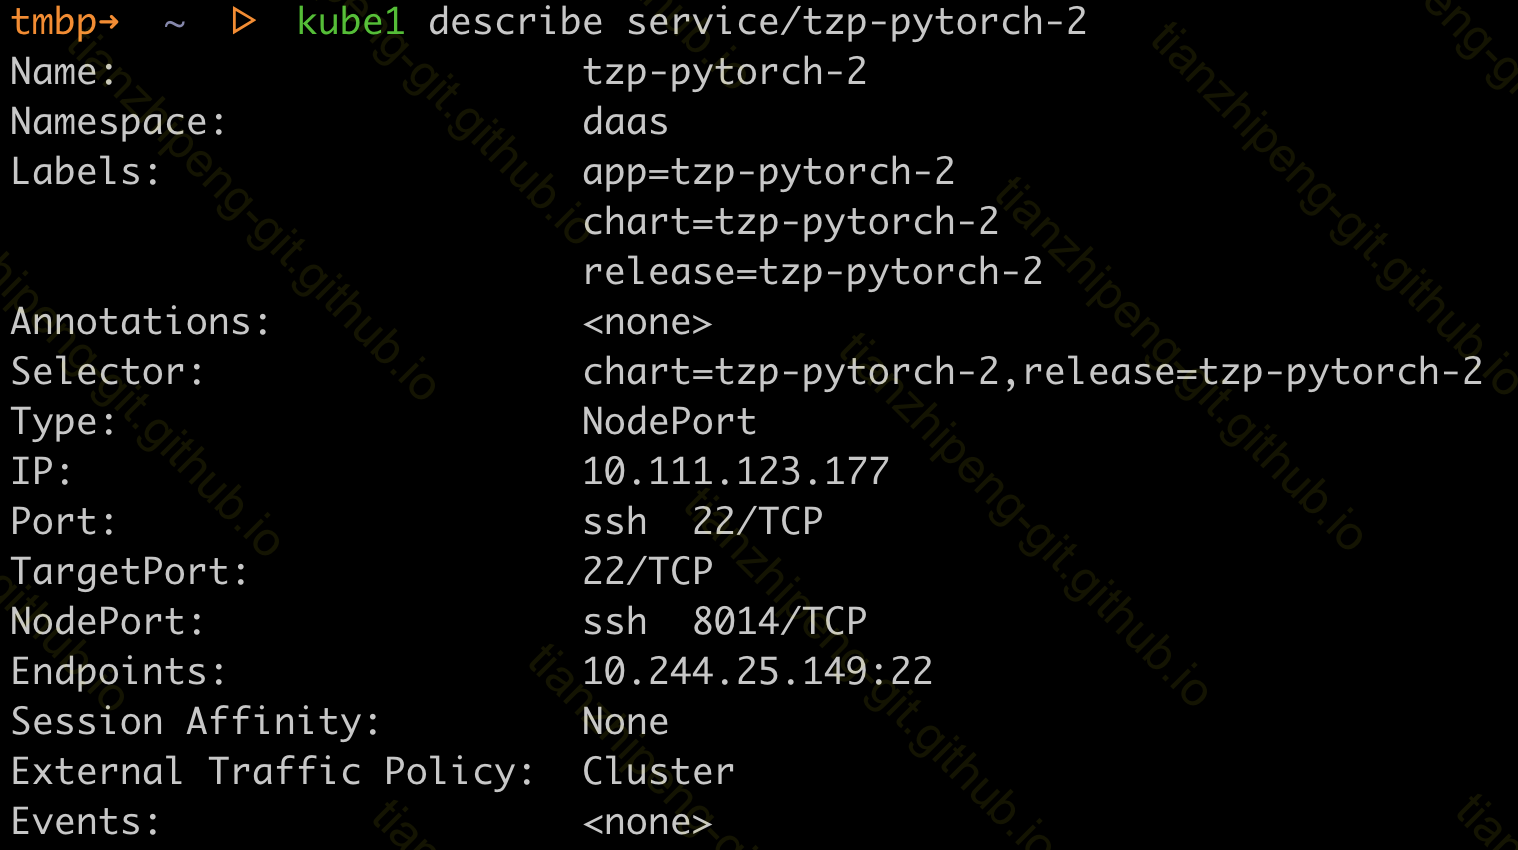 tmbp→ ~ ▷ kube1 describe service/tzp-pytorch-2
Name: tzp-pytorch-2
Namespace: daas
Labels: app=tzp-pytorch-2
chart=tzp-pytorch-2
release=tzp-pytorch-2
Annotations: <none>
Selector: chart=tzp-pytorch-2,release=tzp-pytorch-2
Type: NodePort
IP: 10.111.123.177
Port: ssh 22/TCP
TargetPort: 22/TCP
NodePort: ssh 8014/TCP
Endpoints: 10.244.25.149:22
Session Affinity: None
External Traffic Policy: Cluster
Events: <none>
tianzhipeng-git.github.io